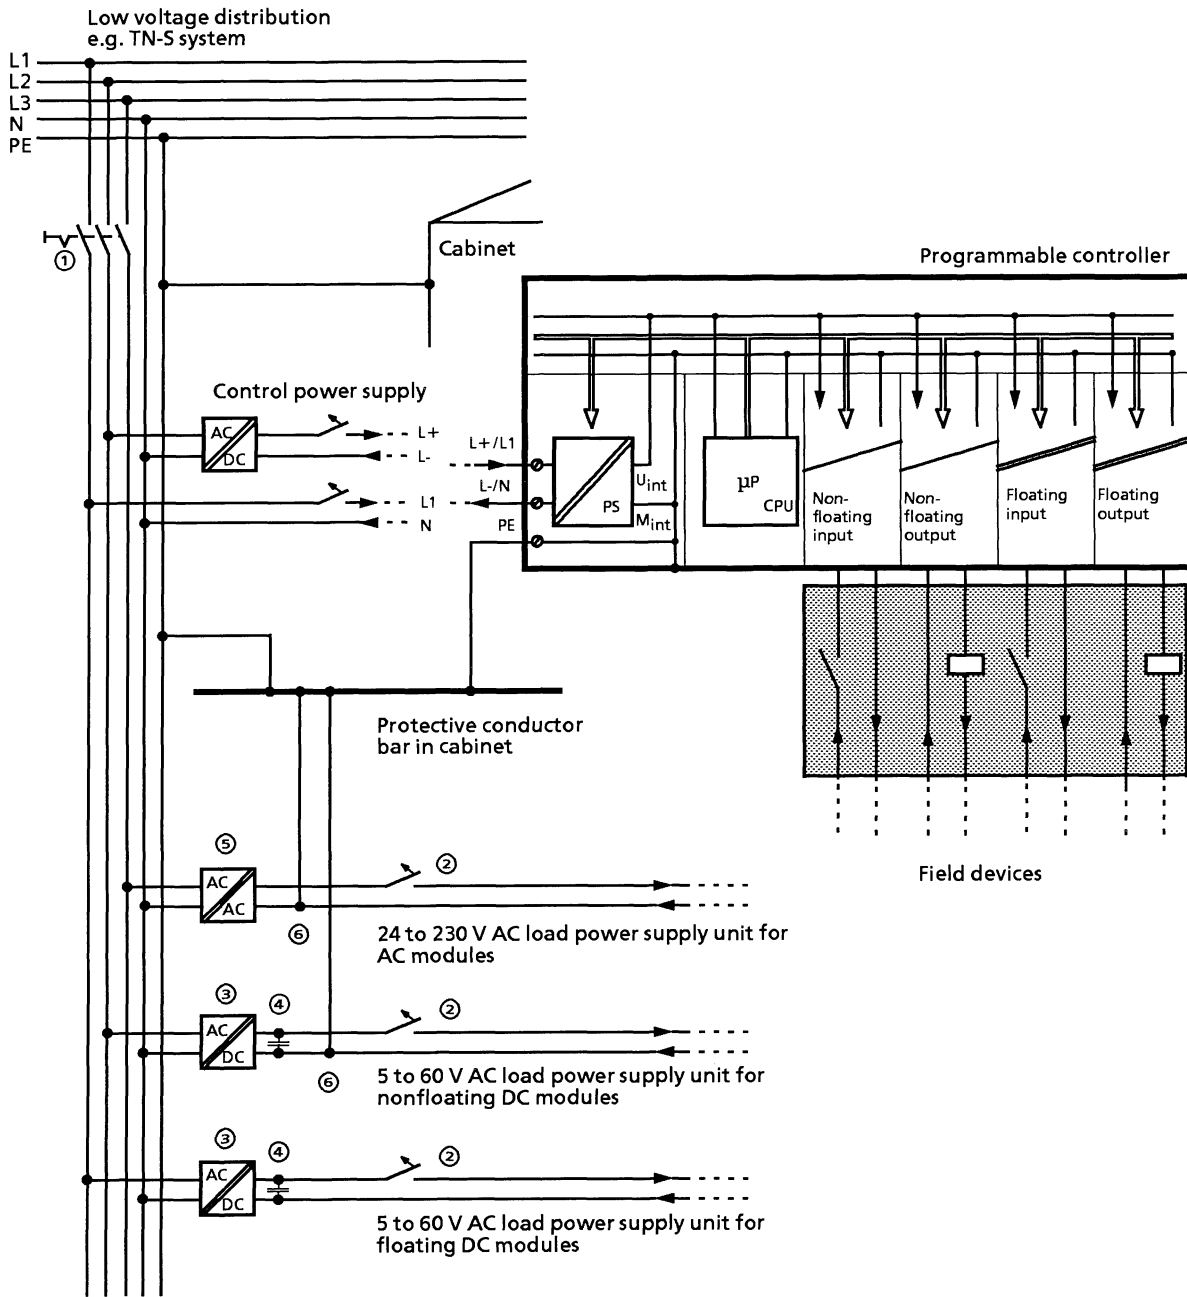 Low voltage distribution
e.g. TN-S system
L1
L2
L3
N
PE
①
Cabinet
Programmable controller
Control power supply
AC
DC
L+
L-
L1
N
L+/L1
L-/N
PE
Uint
Mint
PS
µP
CPU
Non-
floating
input
Non-
floating
output
Floating
input
Floating
output
Protective conductor
bar in cabinet
Field devices
⑤
AC
AC
②
⑥
24 to 230 V AC load power supply unit for
AC modules
③
④
AC
DC
②
⑥
5 to 60 V AC load power supply unit for
nonfloating DC modules
③
④
AC
DC
②
5 to 60 V AC load power supply unit for
floating DC modules